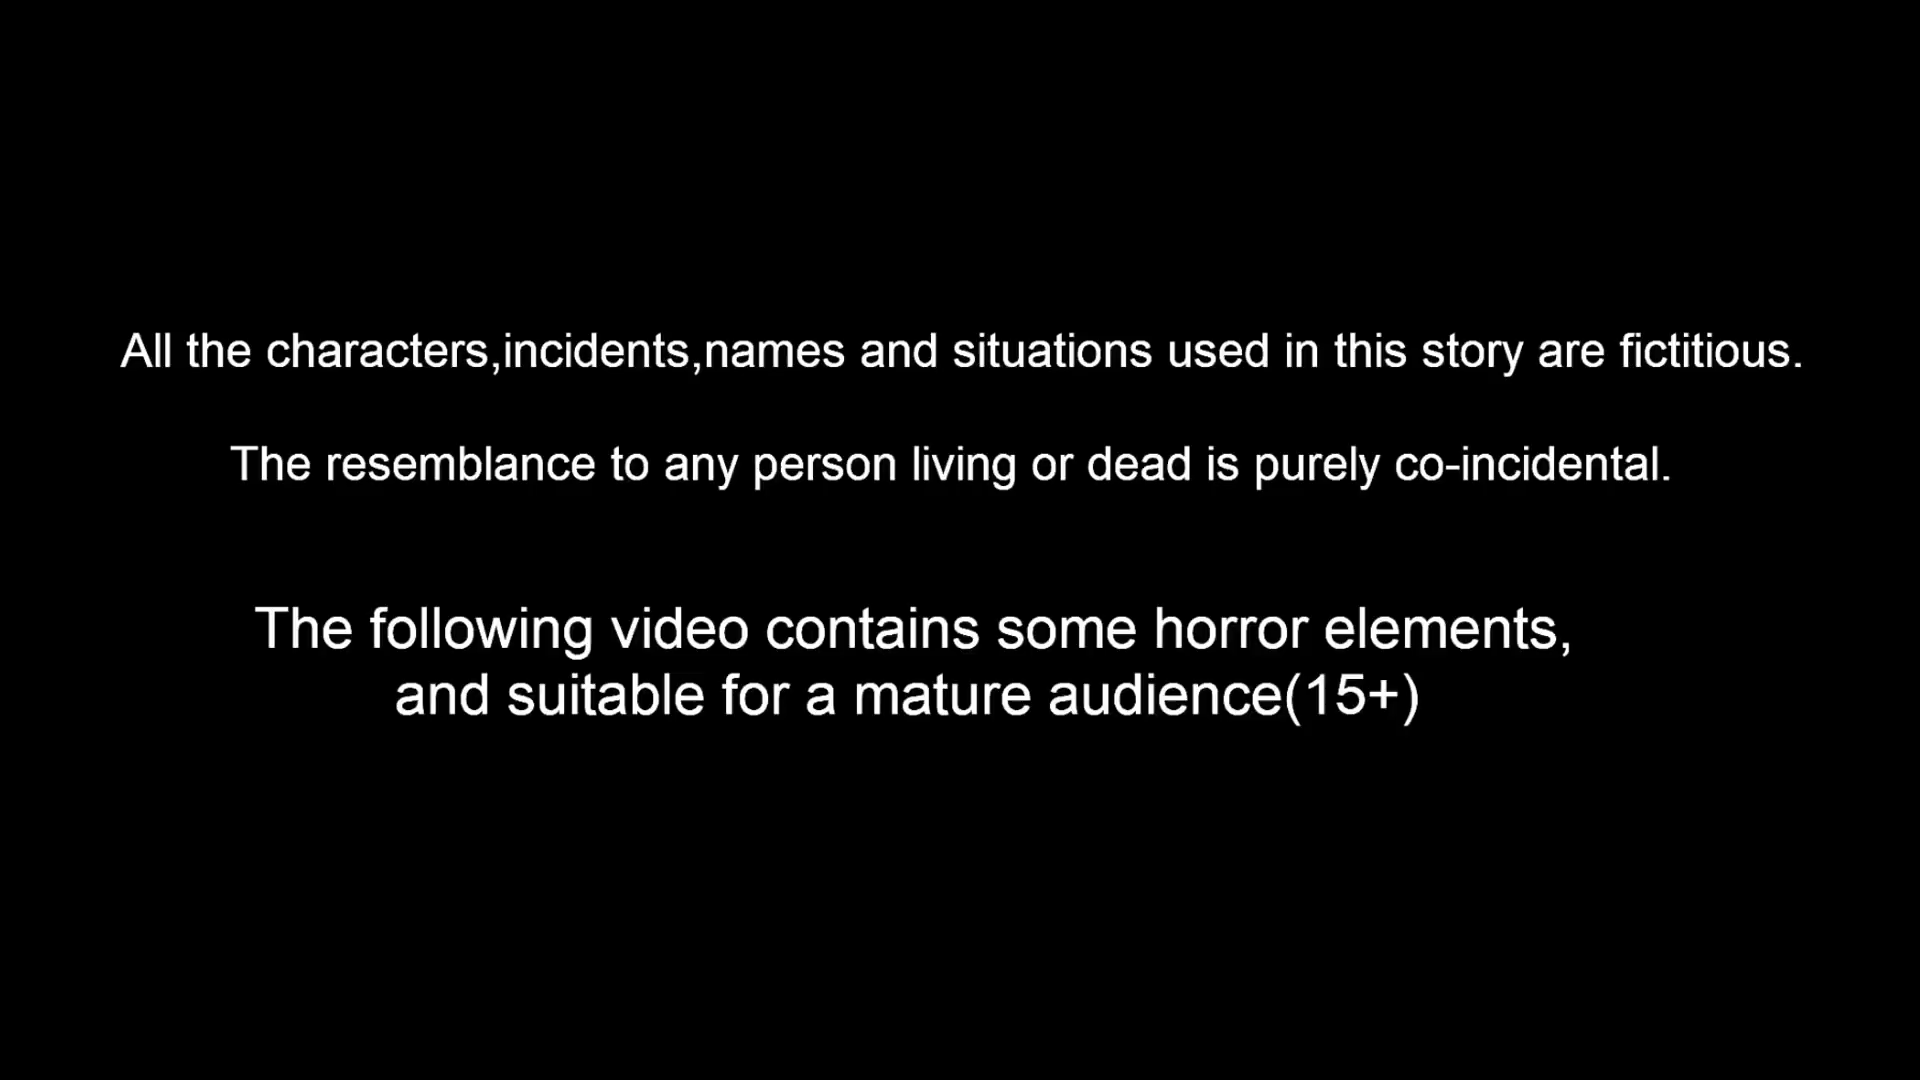 All the characters,incidents,names and situations used in this story are fictitious.
The resemblance to any person living or dead is purely co-incidental.
The following video contains some horror elements,
and suitable for a mature audience(15+)